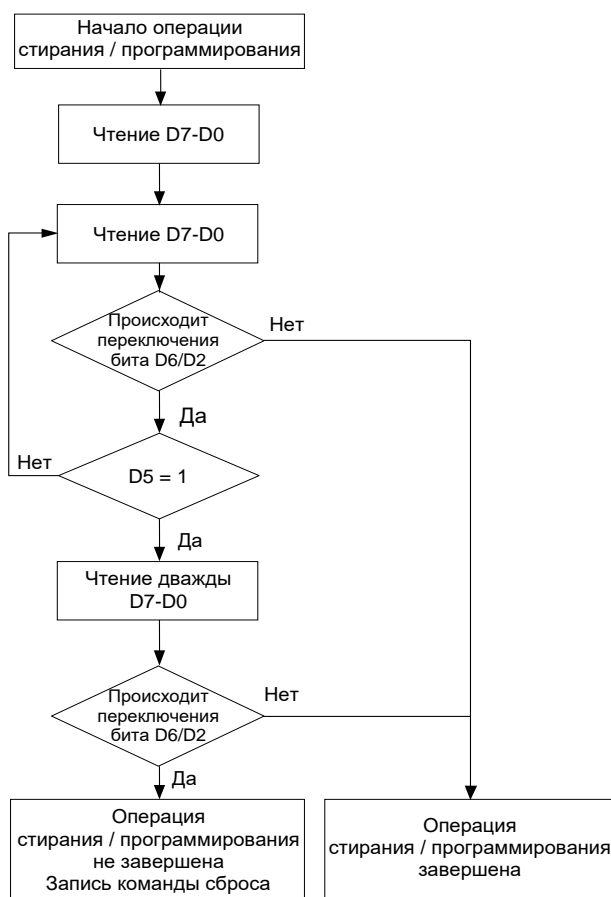 Начало операции
стирания / программирования
Чтение D7-D0
Чтение D7-D0
Происходит
переключения
бита D6/D2
Нет
Да
Нет
D5 = 1
Да
Чтение дважды
D7-D0
Происходит
переключения
бита D6/D2
Нет
Да
Операция
стирания / программирования
не завершена
Запись команды сброса
Операция
стирания / программирования
завершена